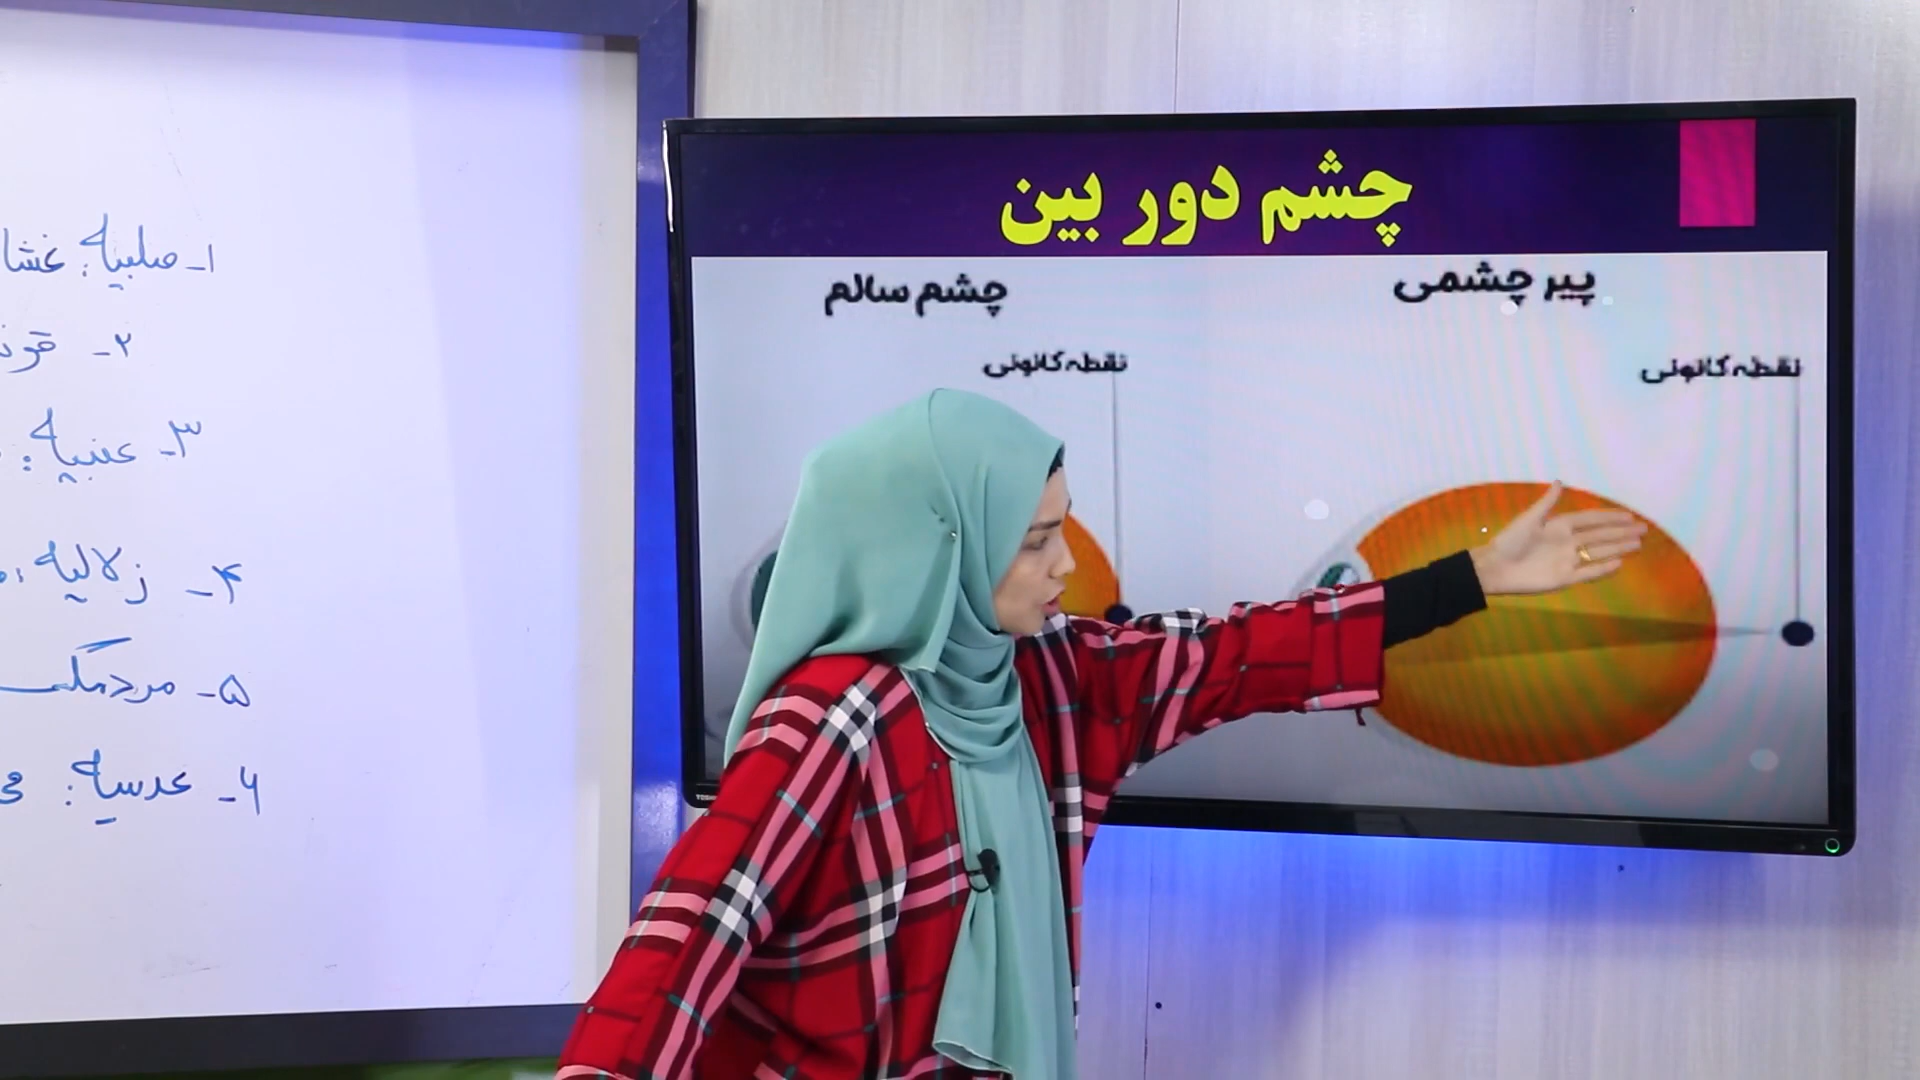 چشم دور بین
پیر چشمی
چشم سالم
نقطه کانونی
نقطه کانونی
۱- صلبیه: غشا
۲-
۳- عنبیه:
۴- زلالیه:
۵- مردمک
۶- عدسیه: